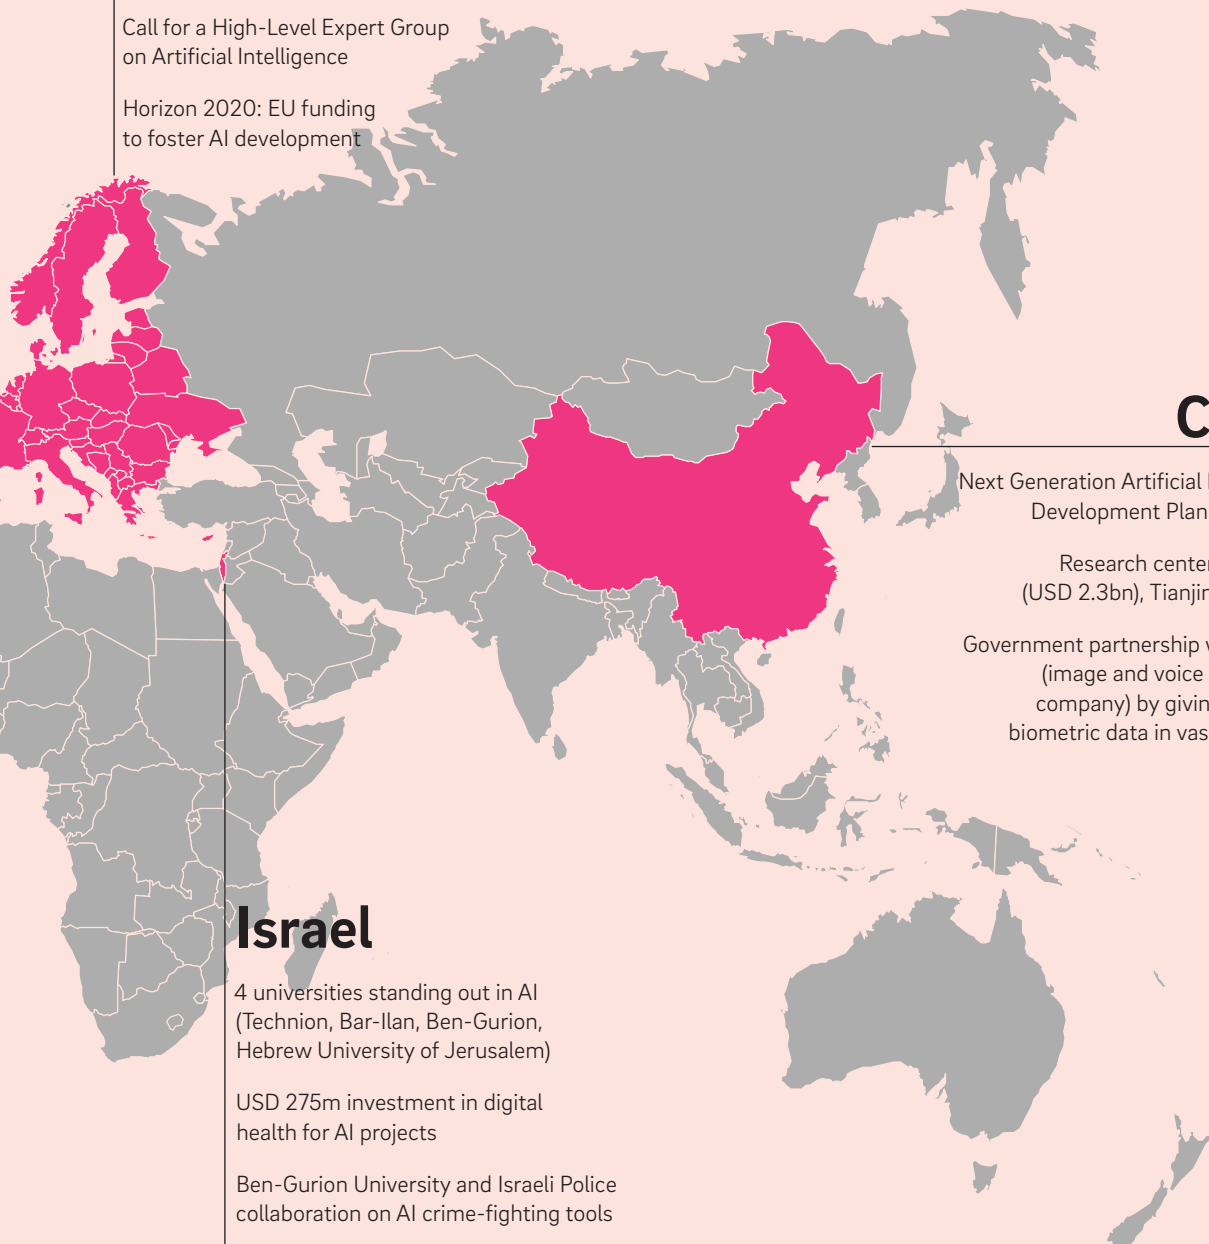 Call for a High-Level Expert Group
on Artificial Intelligence
Horizon 2020: EU funding
to foster AI development
C
Next Generation Artificial
Development Plan
Research center
(USD 2.3bn), Tianjin
Government partnership
(image and voice
company) by givin
biometric data in vas
Israel
4 universities standing out in AI
(Technion, Bar-Ilan, Ben-Gurion,
Hebrew University of Jerusalem)
USD 275m investment in digital
health for AI projects
Ben-Gurion University and Israeli Police
collaboration on AI crime-fighting tools